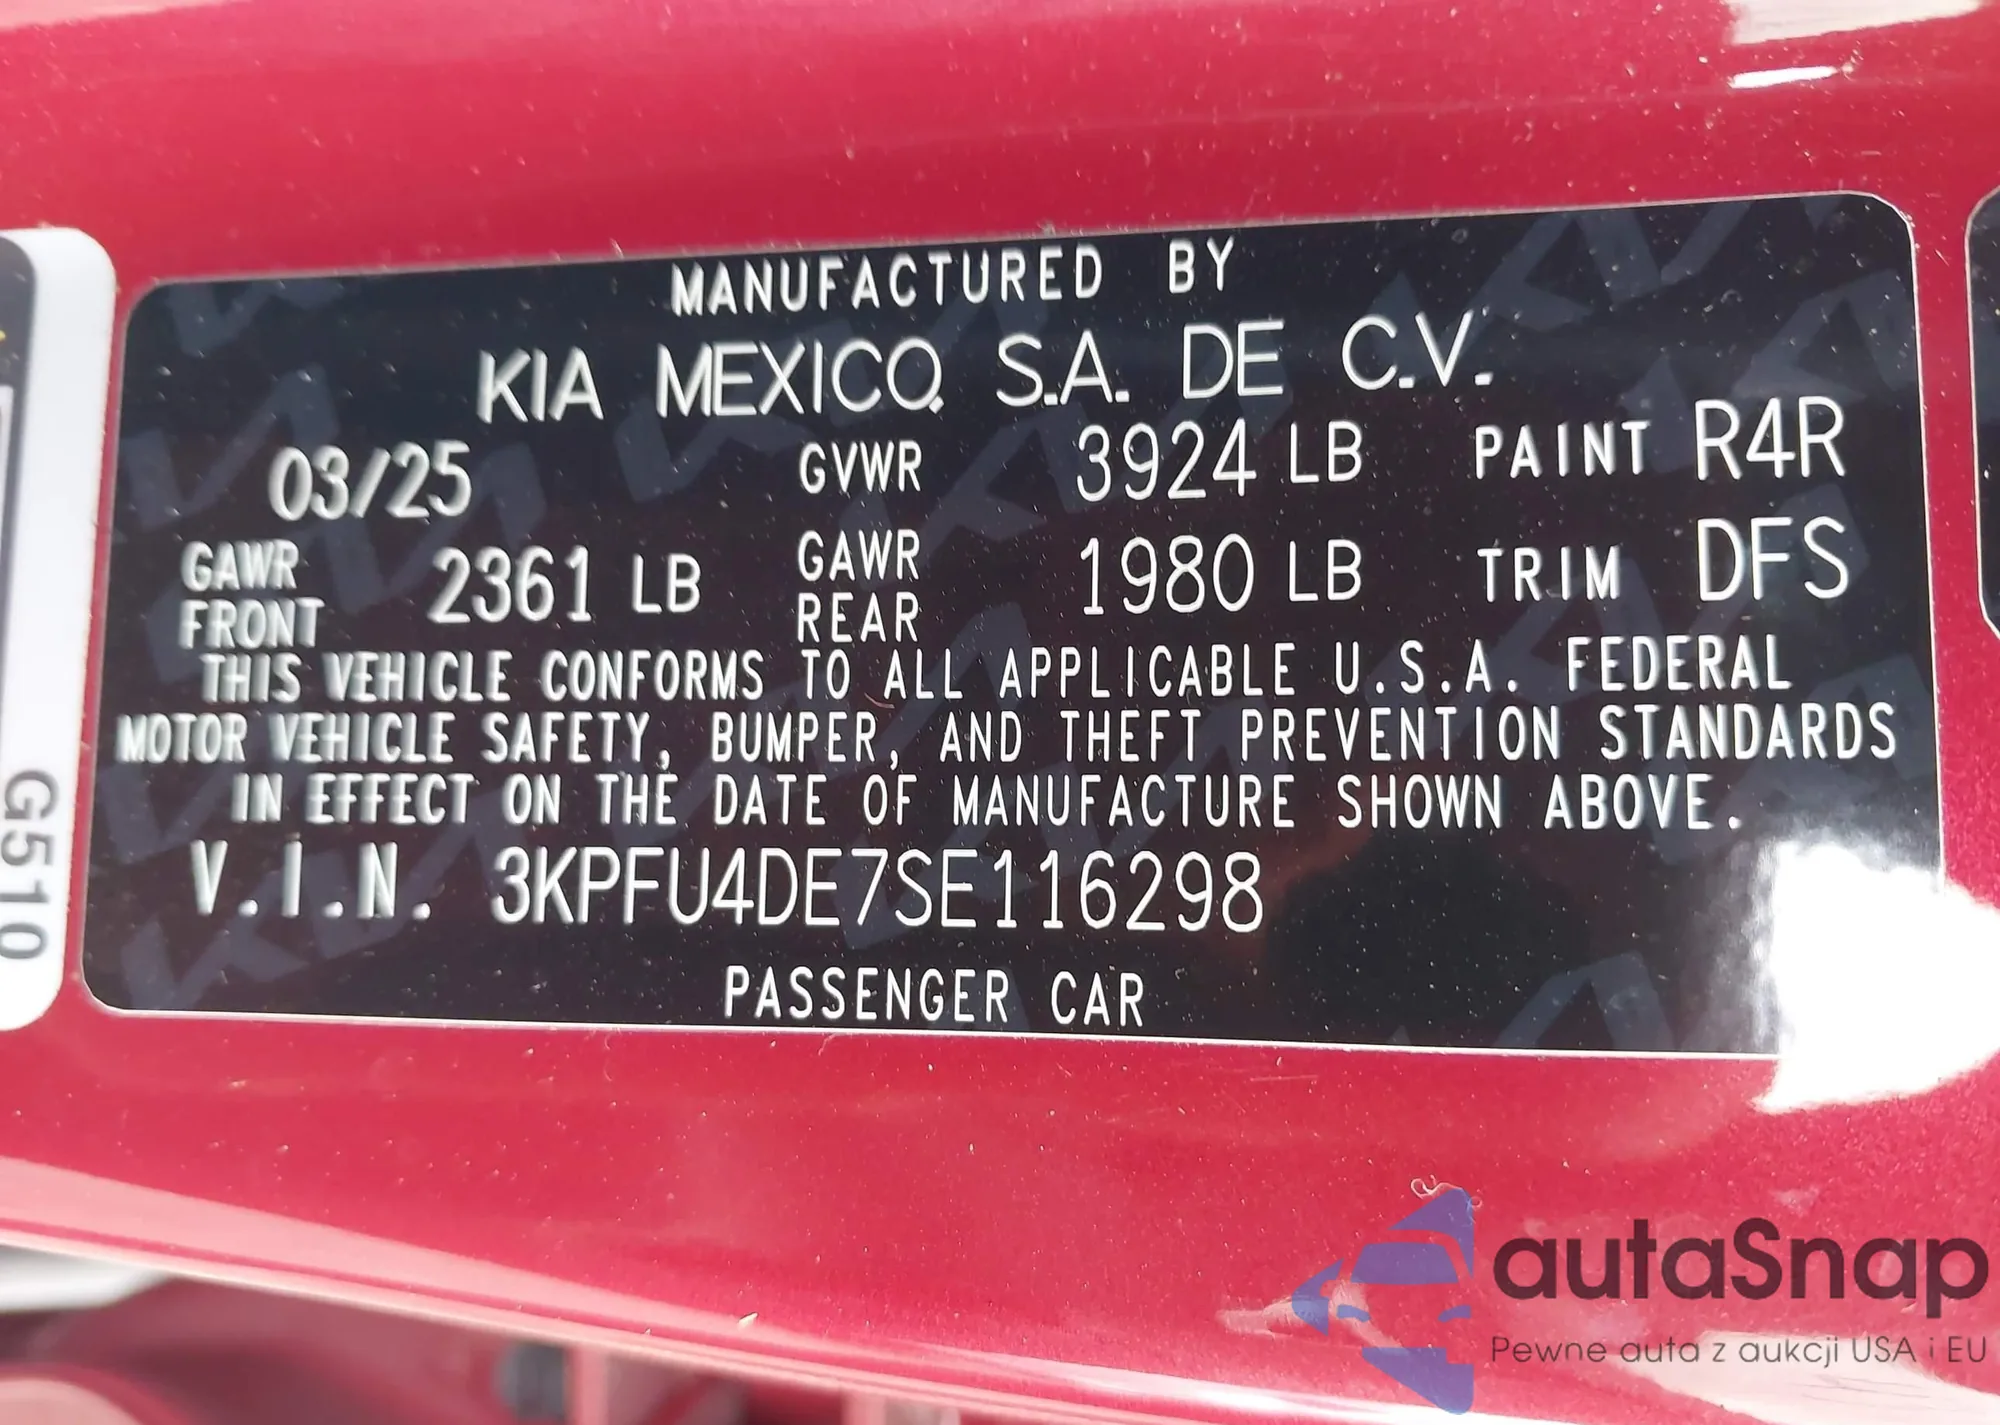 MANUFACTURED BY
KIA MEXICO, S.A. DE C.V.
03/25 GVWR 3924 LB PAINT R4R
GAWR FRONT 2361 LB GAWR REAR 1980 LB TRIM DFS
THIS VEHICLE CONFORMS TO ALL APPLICABLE U.S.A. FEDERAL
MOTOR VEHICLE SAFETY, BUMPER, AND THEFT PREVENTION STANDARDS
IN EFFECT ON THE DATE OF MANUFACTURE SHOWN ABOVE.
V.I.N. 3KPFU4DE7SE116298
PASSENGER CAR
G510
autaSnap
Pewne auta z aukcji USA i EU